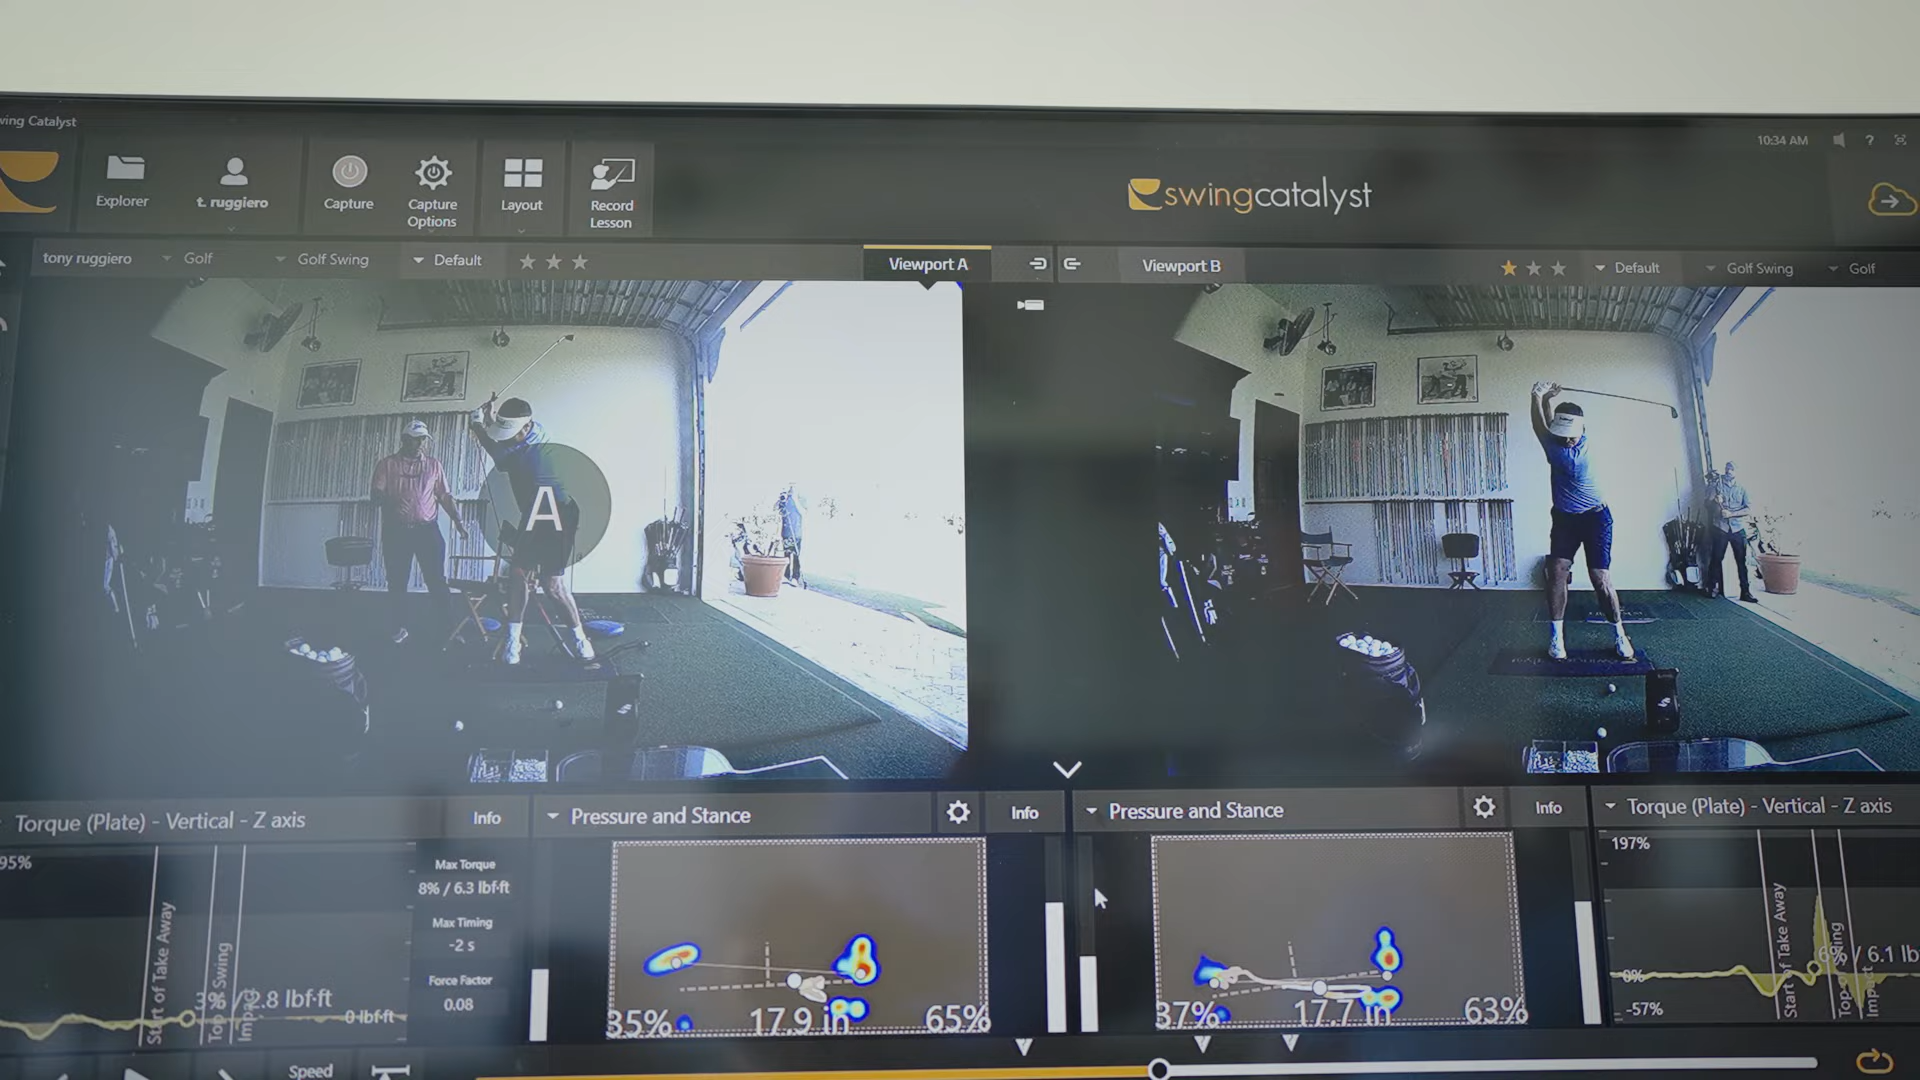 ving Catalyst
10:34 AM
?
Explorer
t. ruggiero
Capture
Capture
Options
Layout
Record
Lesson
swingcatalyst
tony ruggiero
Golf
Golf Swing
Default
Viewport A
Viewport B
Default
Golf Swing
Golf
A
Torque (Plate) - Vertical - Z axis
Info
Pressure and Stance
Info
Pressure and Stance
Info
Torque (Plate) - Vertical - Z axis
95%
Max Torque
8% / 6.3 lbf·ft
Max Timing
-2 s
Force Factor
0.08
Start of Take Away
Top of Swing
Impact
3% / 2.8 lbf·ft
0 lbf·ft
35%
17.9 in
65%
37%
17.7 in
63%
197%
0%
-57%
Start of Take Away
Impact
6% / 6.1 lb
Speed